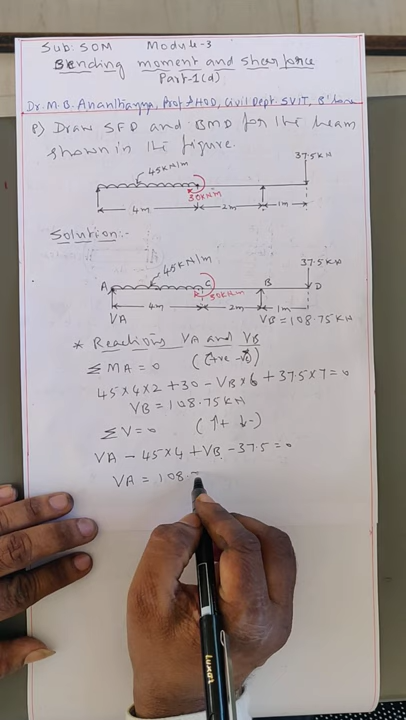 Sub: SOM Module-3
Bending moment and shear force
Part-1(d)
Dr. M. B. Ananthayya, Prof & HOD, Civil Dept. SVIT, B'lore
P) Draw SFD and BMD for the beam
shown in the figure.
37.5KN
45KN/m
30KNm
4m 2m 1m
Solution:-
45KN/m
37.5KN
A C B D
30KNm
4m 2m 1m
VA VB = 108.75KN
* Reactions VA and VB
ΣMA = 0 (+ve -ve)
45×4×2 + 30 - VB×6 + 37.5×7 = 0
VB = 108.75KN
ΣV = 0 (↑+ ↓-)
VA - 45×4 + VB - 37.5 = 0
VA = 108.7
LUXOR